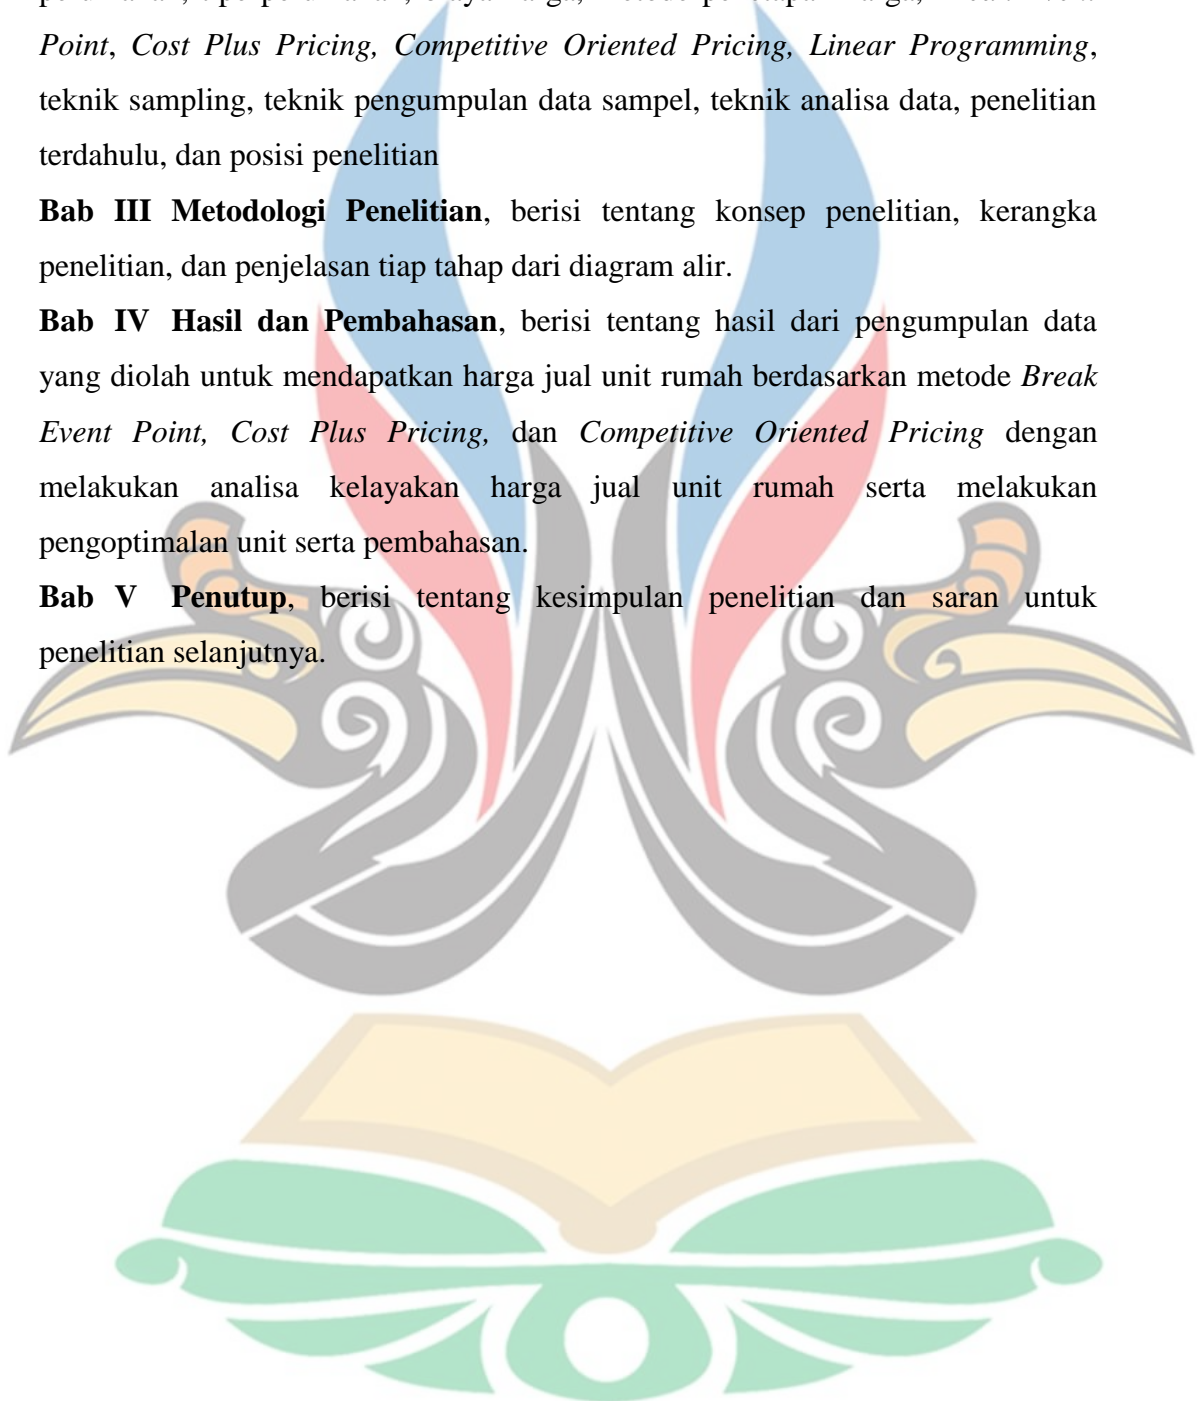 Point, Cost Plus Pricing, Competitive Oriented Pricing, Linear Programming,
teknik sampling, teknik pengumpulan data sampel, teknik analisa data, penelitian
terdahulu, dan posisi penelitian
Bab III Metodologi Penelitian, berisi tentang konsep penelitian, kerangka
penelitian, dan penjelasan tiap tahap dari diagram alir.
Bab IV Hasil dan Pembahasan, berisi tentang hasil dari pengumpulan data
yang diolah untuk mendapatkan harga jual unit rumah berdasarkan metode Break
Event Point, Cost Plus Pricing, dan Competitive Oriented Pricing dengan
melakukan analisa kelayakan harga jual unit rumah serta melakukan
pengoptimalan unit serta pembahasan.
Bab V Penutup, berisi tentang kesimpulan penelitian dan saran untuk
penelitian selanjutnya.